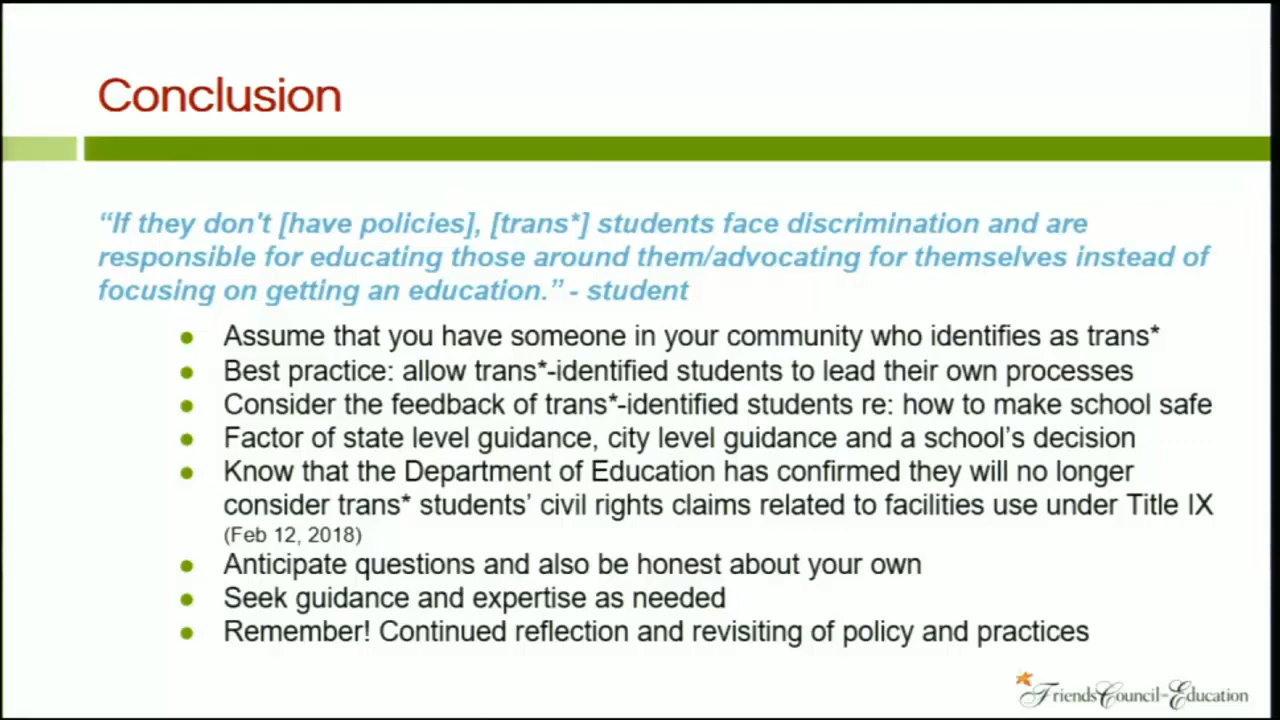 Conclusion
“If they don't [have policies], [trans*] students face discrimination and are
responsible for educating those around them/advocating for themselves instead of
focusing on getting an education.” - student
● Assume that you have someone in your community who identifies as trans*
● Best practice: allow trans*-identified students to lead their own processes
● Consider the feedback of trans*-identified students re: how to make school safe
● Factor of state level guidance, city level guidance and a school’s decision
● Know that the Department of Education has confirmed they will no longer
consider trans* students’ civil rights claims related to facilities use under Title IX
(Feb 12, 2018)
● Anticipate questions and also be honest about your own
● Seek guidance and expertise as needed
● Remember! Continued reflection and revisiting of policy and practices
Friends Council on Education